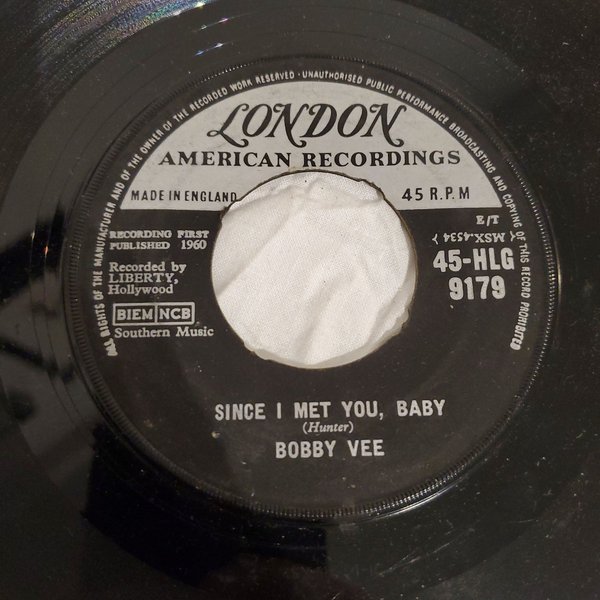 ALL RIGHTS OF THE MANUFACTURER AND OF THE OWNER OF THE RECORDED WORK RESERVED · UNAUTHORISED PUBLIC PERFORMANCE BROADCASTING AND COPYING OF THIS RECORD PROHIBITED
LONDON
AMERICAN RECORDINGS
MADE IN ENGLAND
45 R.P.M
E/T
RECORDING FIRST
PUBLISHED 1960
(MSX.4534)
Recorded by
LIBERTY,
Hollywood
45-HLG
9179
BIEM NCB
Southern Music
SINCE I MET YOU, BABY
(Hunter)
BOBBY VEE